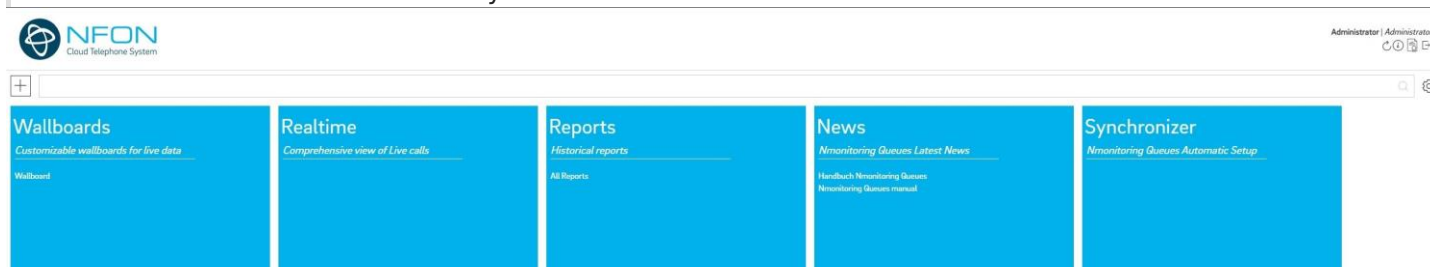 NFON
Cloud Telephone System
Administrator | Administrato
Wallboards
Customizable wallboards for live data
Wallboard
Realtime
Comprehensive view of Live calls
Reports
Historical reports
All Reports
News
Nmonitoring Queues Latest News
Handbuch Nmonitoring Queues
Nmonitoring Queues manual
Synchronizer
Nmonitoring Queues Automatic Setup